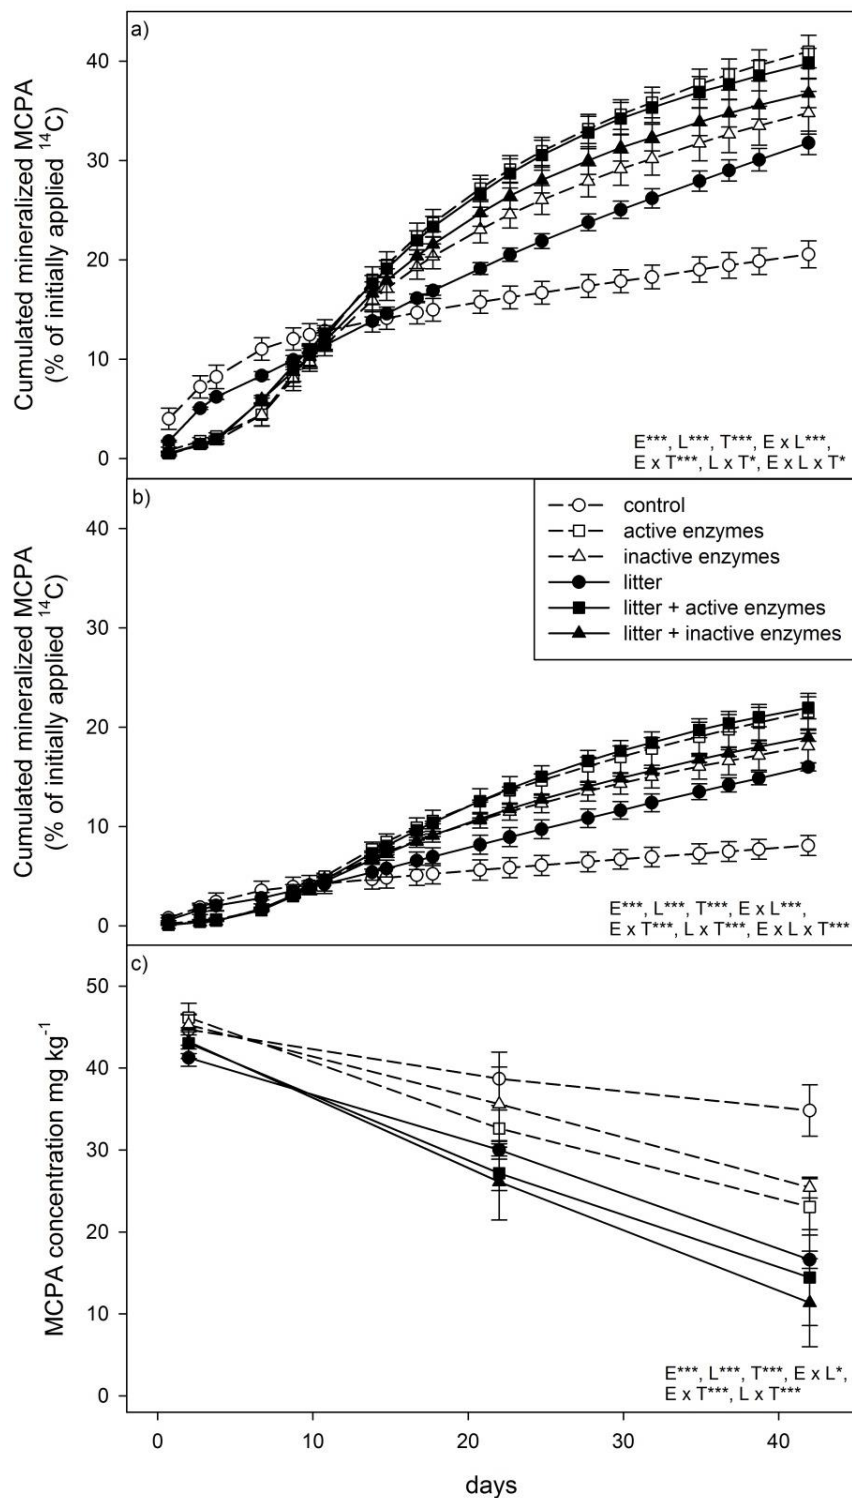 a)
Cumulated mineralized MCPA
(% of initially applied ¹⁴C)
40
30
20
10
0
E***, L***, T***, E x L***,
E x T***, L x T*, E x L x T*
b)
Cumulated mineralized MCPA
(% of initially applied ¹⁴C)
40
30
20
10
0
control
active enzymes
inactive enzymes
litter
litter + active enzymes
litter + inactive enzymes
E***, L***, T***, E x L***,
E x T***, L x T***, E x L x T***
c)
MCPA concentration mg kg⁻¹
50
40
30
20
10
0
E***, L***, T***, E x L*,
E x T***, L x T***
0 10 20 30 40
days